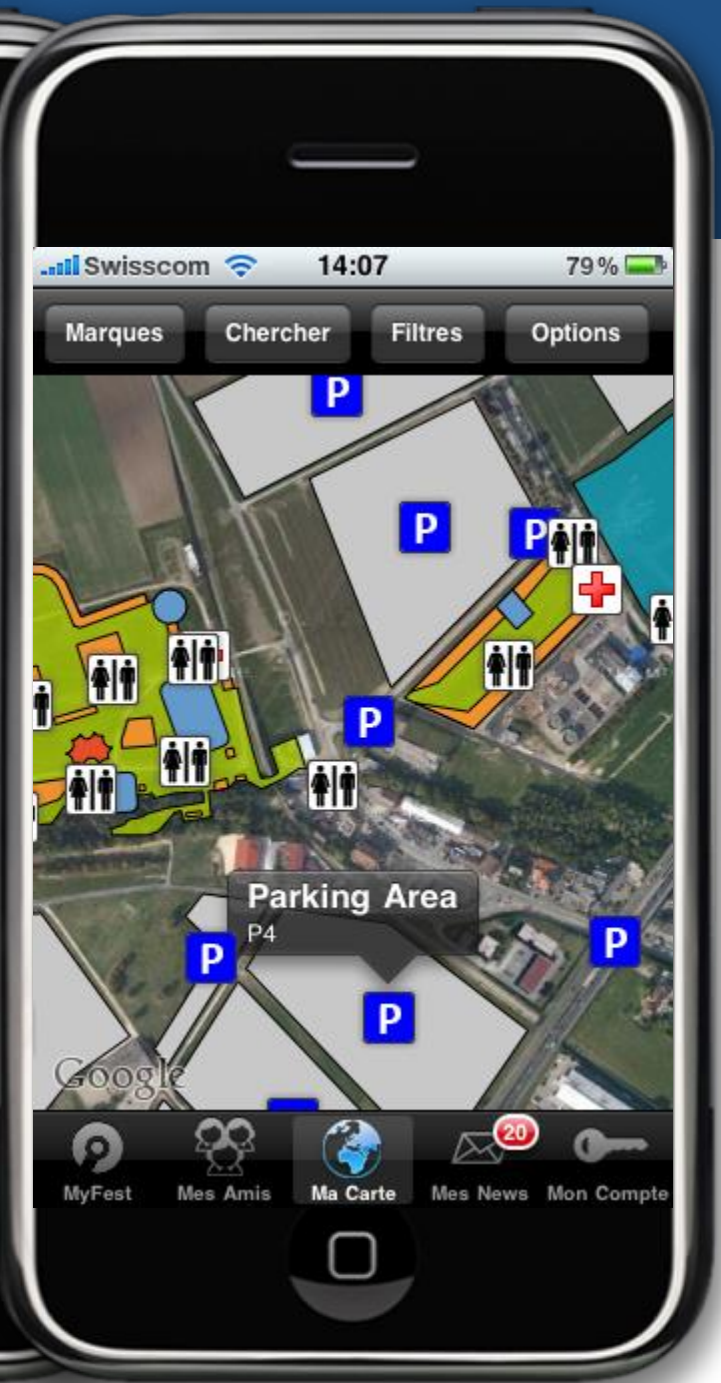 Swisscom 14:07 79%
Marques Chercher Filtres Options
P
P
P
P
Parking Area
P4
P
P
P
Google
20
MyFest Mes Amis Ma Carte Mes News Mon Compte